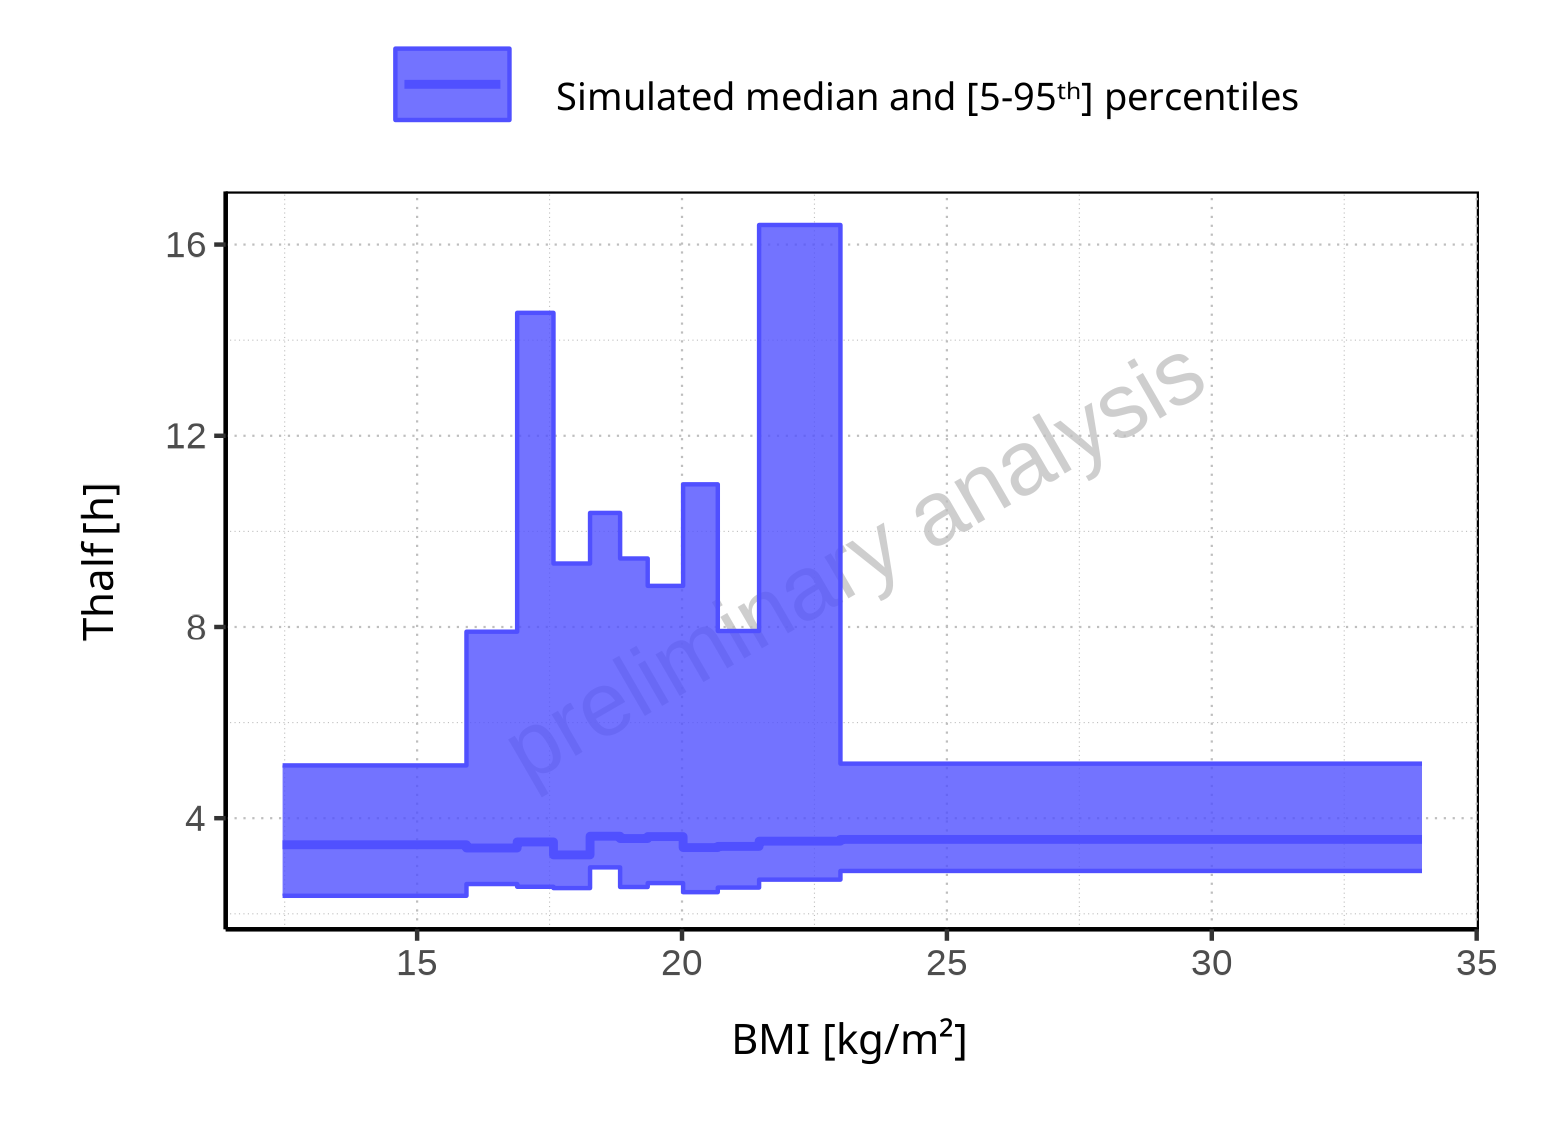 Simulated median and [5-95ᵗʰ] percentiles
16
12
8
4
Thalf [h]
preliminary analysis
15 20 25 30 35
BMI [kg/m²]